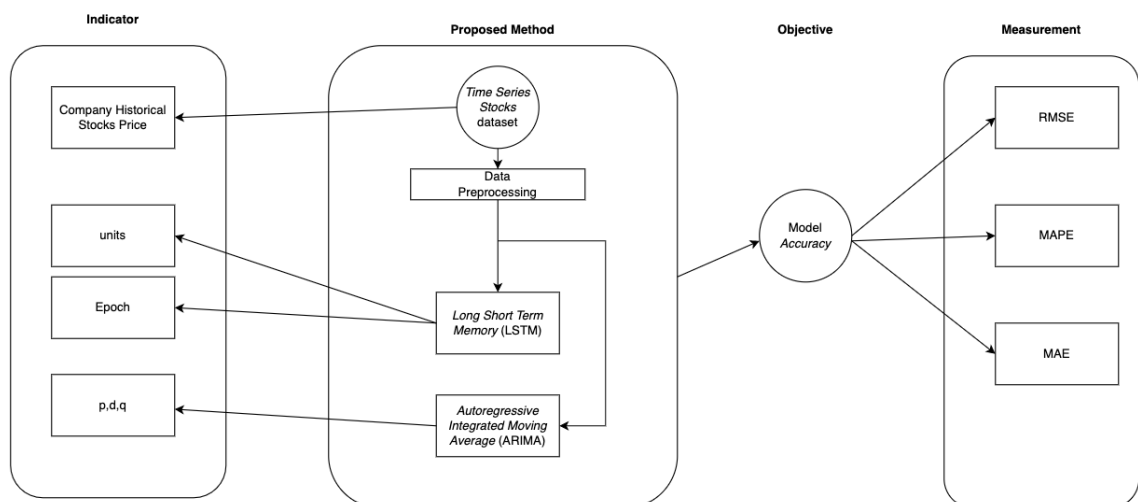 Indicator
Proposed Method
Objective
Measurement
Company Historical
Stocks Price
units
Epoch
p,d,q
Time Series
Stocks
dataset
Data
Preprocessing
Long Short Term
Memory (LSTM)
Autoregressive
Integrated Moving
Average (ARIMA)
Model
Accuracy
RMSE
MAPE
MAE